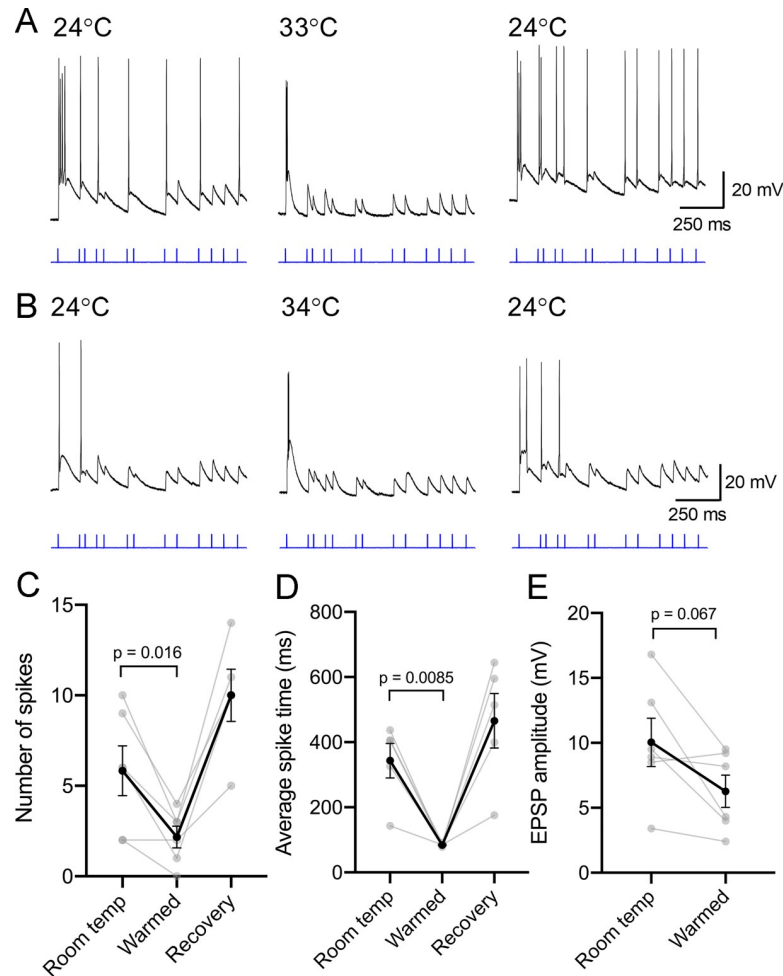 A
24°C
33°C
24°C
20 mV
250 ms
B
24°C
34°C
24°C
20 mV
250 ms
C
Number of spikes
15
10
5
0
p = 0.016
Room temp
Warmed
Recovery
D
Average spike time (ms)
800
600
400
200
0
p = 0.0085
Room temp
Warmed
Recovery
E
EPSP amplitude (mV)
20
15
10
5
0
p = 0.067
Room temp
Warmed